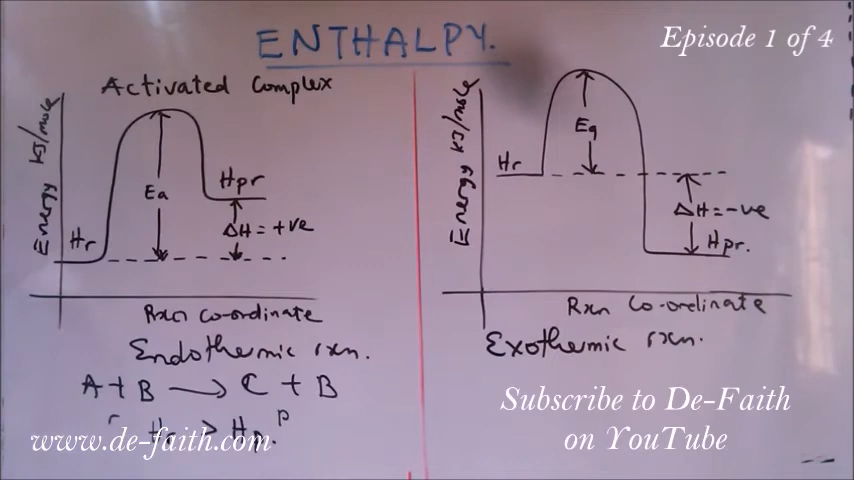 ENTHALPY.
Episode 1 of 4
Activated Complex
Energy KJ/mole
Ea
Hr
Hpr
ΔH = +ve
Rxn co-ordinate
Endothermic rxn.
A + B → C + B
r
p
Hr > Hp.
www.de-faith.com
Energy KJ/mole
Hr
Ea
ΔH = -ve
Hpr.
Rxn co-ordinate
Exothermic rxn.
Subscribe to De-Faith
on YouTube